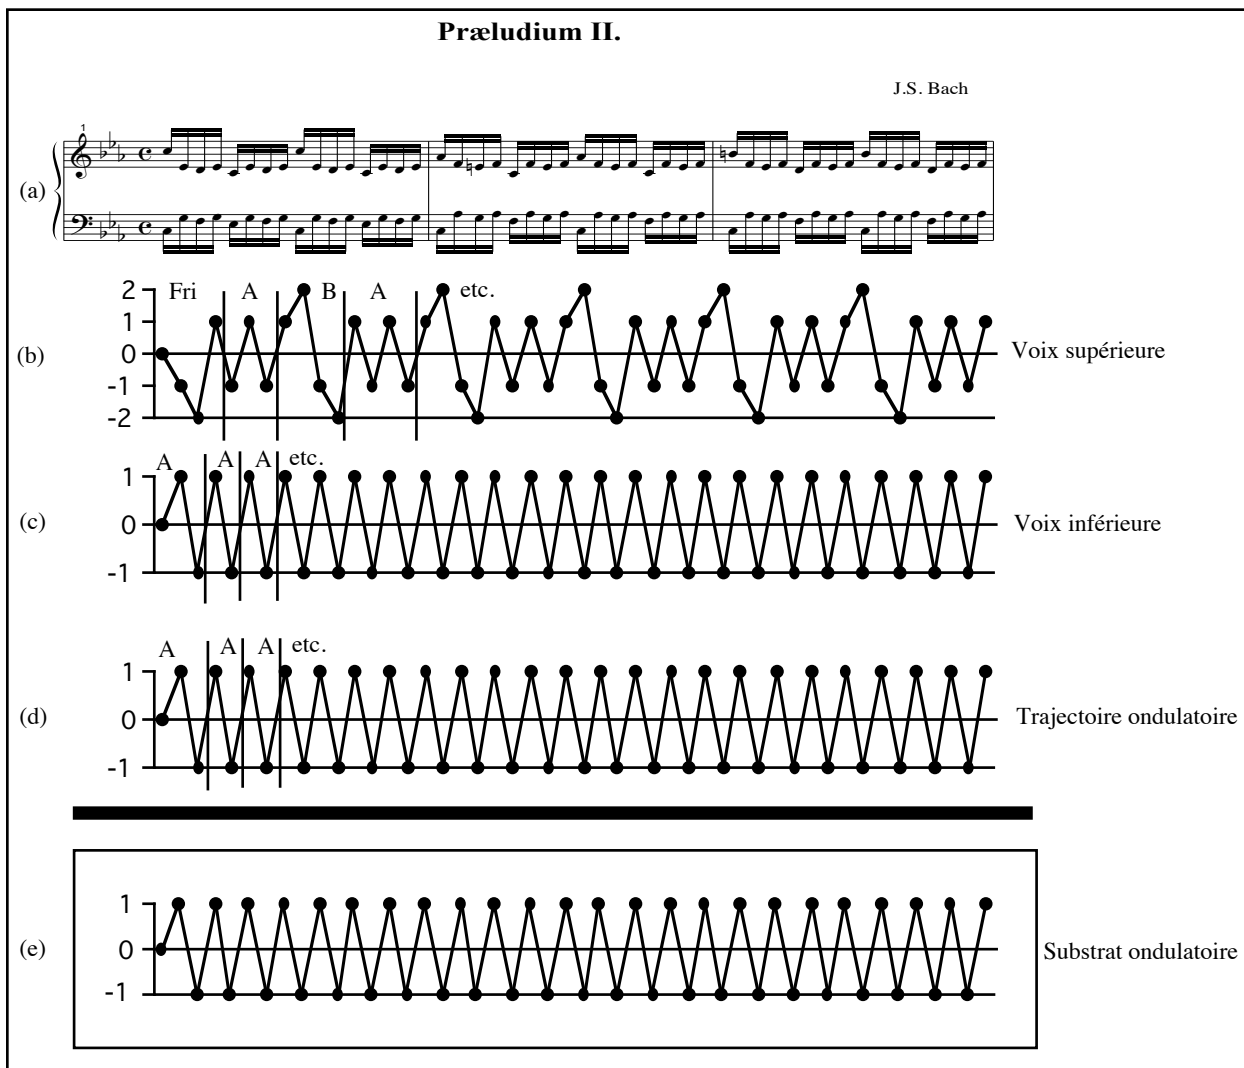 Præludium II.
J.S. Bach
1
(a)
Fri A B A etc.
2
1
0
-1
-2
(b)
Voix supérieure
A A A etc.
1
0
-1
(c)
Voix inférieure
A A A etc.
1
0
-1
(d)
Trajectoire ondulatoire
1
0
-1
(e)
Substrat ondulatoire